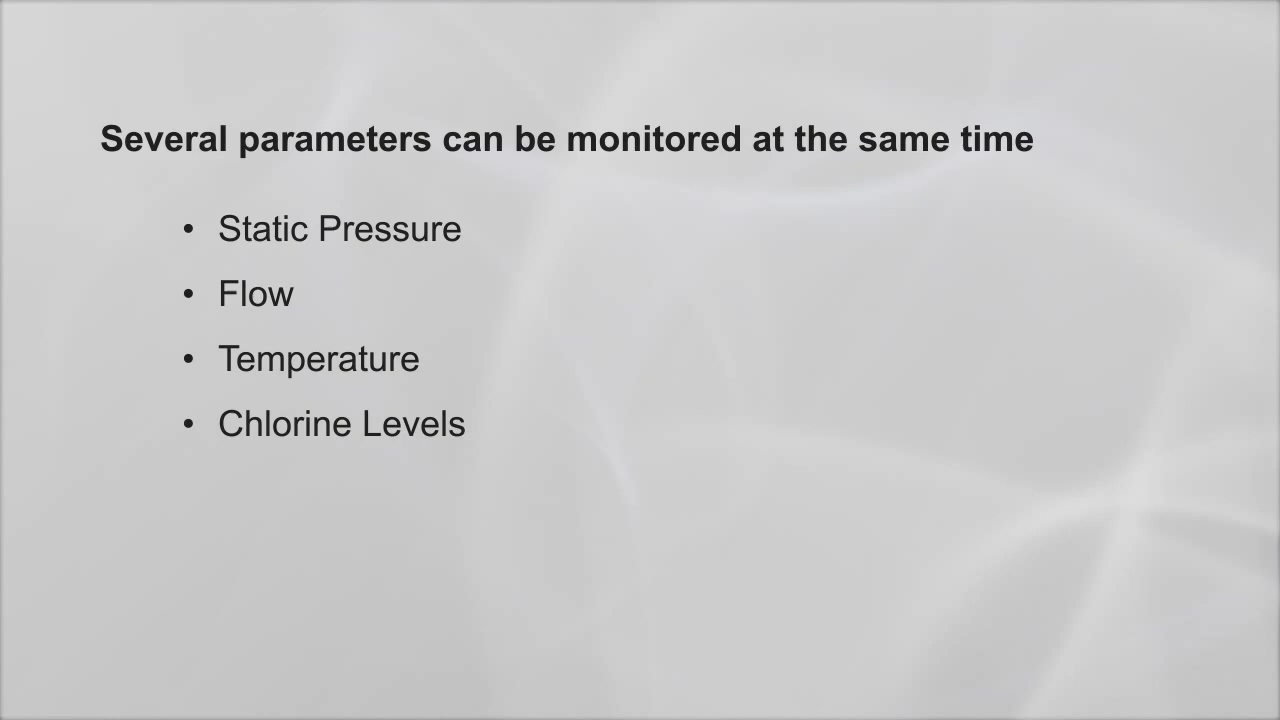 Several parameters can be monitored at the same time
• Static Pressure
• Flow
• Temperature
• Chlorine Levels